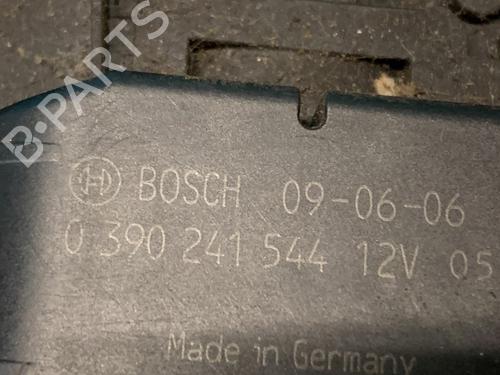 B-PARTS
BOSCH 09-06-06
0 390 241 544 12V 05
Made in Germany